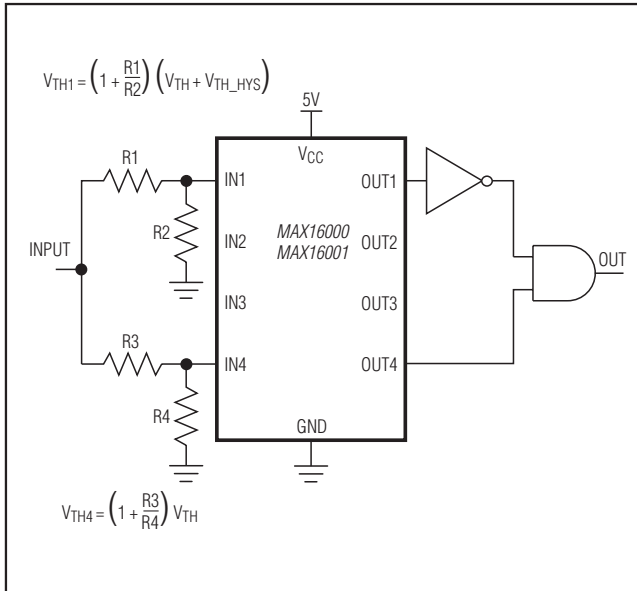 V_TH1 = (1 + R1/R2) (V_TH + V_TH_HYS)
5V
VCC
R1
IN1
OUT1
R2
MAX16000
MAX16001
IN2
OUT2
INPUT
OUT
IN3
OUT3
R3
IN4
OUT4
R4
GND
V_TH4 = (1 + R3/R4) V_TH